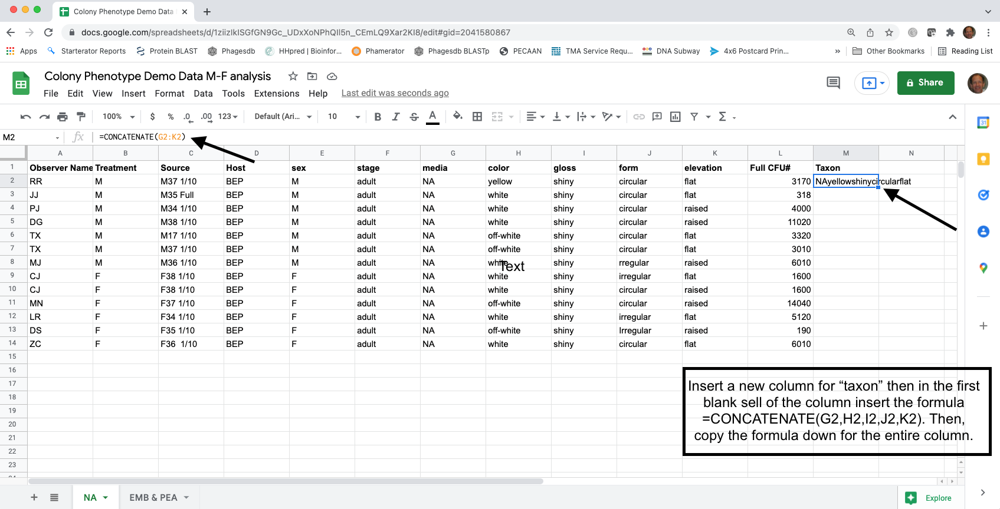 Colony Phenotype Demo Data
docs.google.com/spreadsheets/d/1ziizIkISGfGN9Gc_UDxXoNPhQIl5n_CEmLQ9Xar2KI8/edit#gid=2041580867
Apps Starterator Reports Protein BLAST Phagesdb HHpred | Bioinfor... Phamerator Phagesdb BLASTp PECAAN TMA Service Requ... DNA Subway 4x6 Postcard Prin... » Other Bookmarks Reading List
Colony Phenotype Demo Data M-F analysis
File Edit View Insert Format Data Tools Extensions Help Last edit was seconds ago
Share
100% $ % .0 .00 123 Default (Ari... 10 B I S A Σ
31
M2 fx =CONCATENATE(G2:K2)
A B C D E F G H I J K L M N
1 Observer Name Treatment Source Host sex stage media color gloss form elevation Full CFU# Taxon
2 RR M M37 1/10 BEP M adult NA yellow shiny circular flat 3170 NAyellowshinycircularflat
3 JJ M M35 Full BEP M adult NA white shiny circular flat 318
4 PJ M M34 1/10 BEP M adult NA white shiny circular raised 4000
5 DG M M38 1/10 BEP M adult NA white shiny circular raised 11020
6 TX M M17 1/10 BEP M adult NA off-white shiny circular flat 3320
7 TX M M37 1/10 BEP M adult NA off-white shiny circular flat 3010
8 MJ M M36 1/10 BEP M adult NA white shiny rregular raised 6010
Text
9 CJ F F38 1/10 BEP F adult NA white shiny irregular flat 1600
10 CJ F F38 1/10 BEP F adult NA white shiny circular raised 1600
11 MN F F37 1/10 BEP F adult NA off-white shiny circular raised 14040
12 LR F F34 1/10 BEP F adult NA white shiny irregular flat 5120
13 DS F F35 1/10 BEP F adult NA off-white shiny Irregular raised 190
14 ZC F F36 1/10 BEP F adult NA white shiny circular flat 6010
15
16
17
18
19
20
21
22
23
24
Insert a new column for “taxon” then in the first
blank sell of the column insert the formula
=CONCATENATE(G2,H2,I2,J2,K2). Then,
copy the formula down for the entire column.
NA EMB & PEA Explore